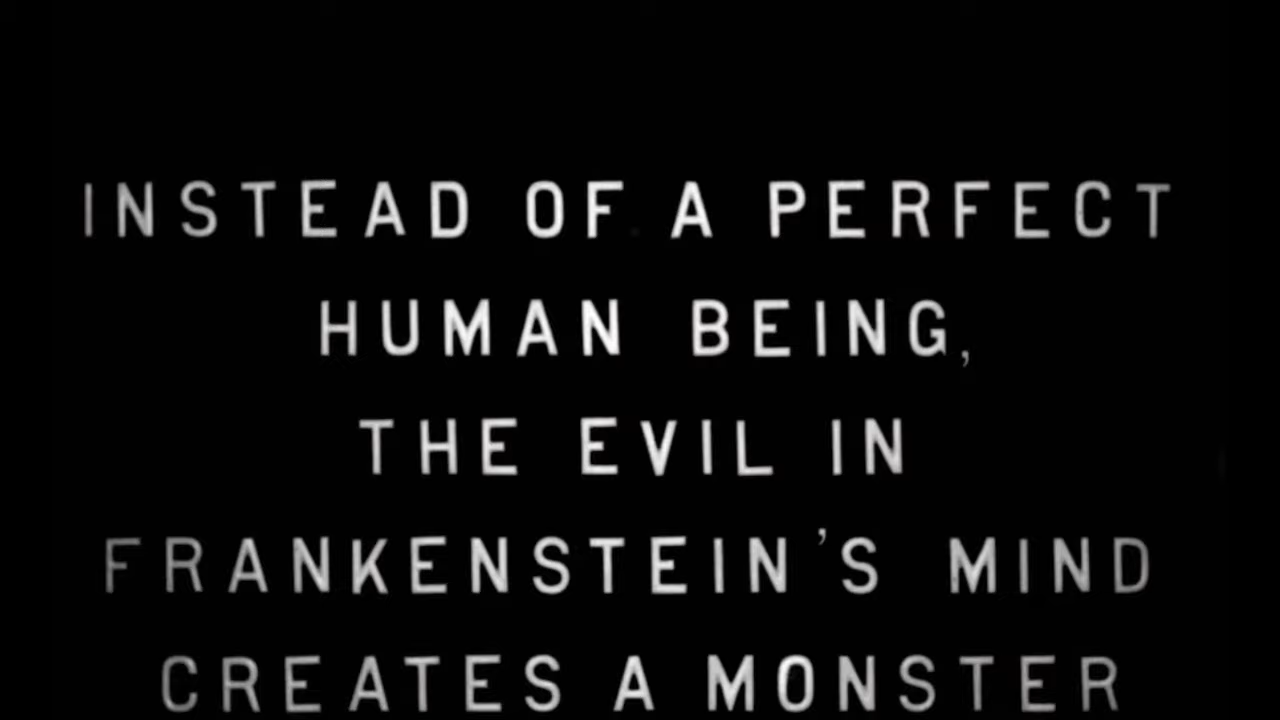 INSTEAD OF A PERFECT
HUMAN BEING,
THE EVIL IN
FRANKENSTEIN'S MIND
CREATES A MONSTER